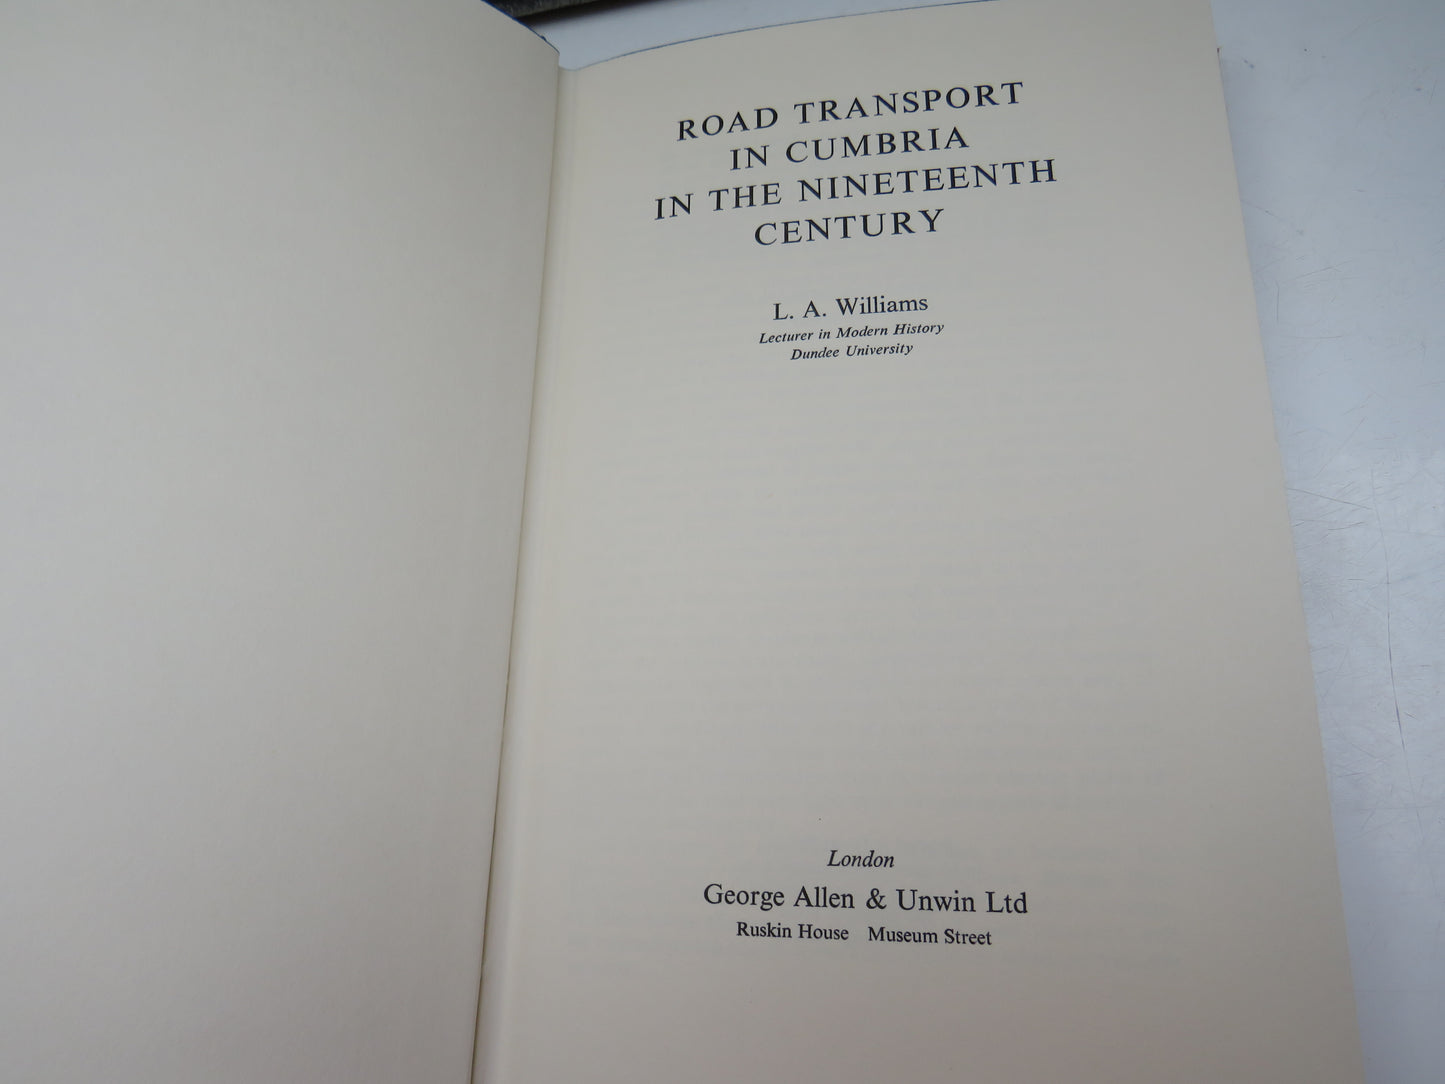 ROAD TRANSPORT
IN CUMBRIA
IN THE NINETEENTH
CENTURY
L. A. Williams
Lecturer in Modern History
Dundee University
London
George Allen & Unwin Ltd
Ruskin House Museum Street